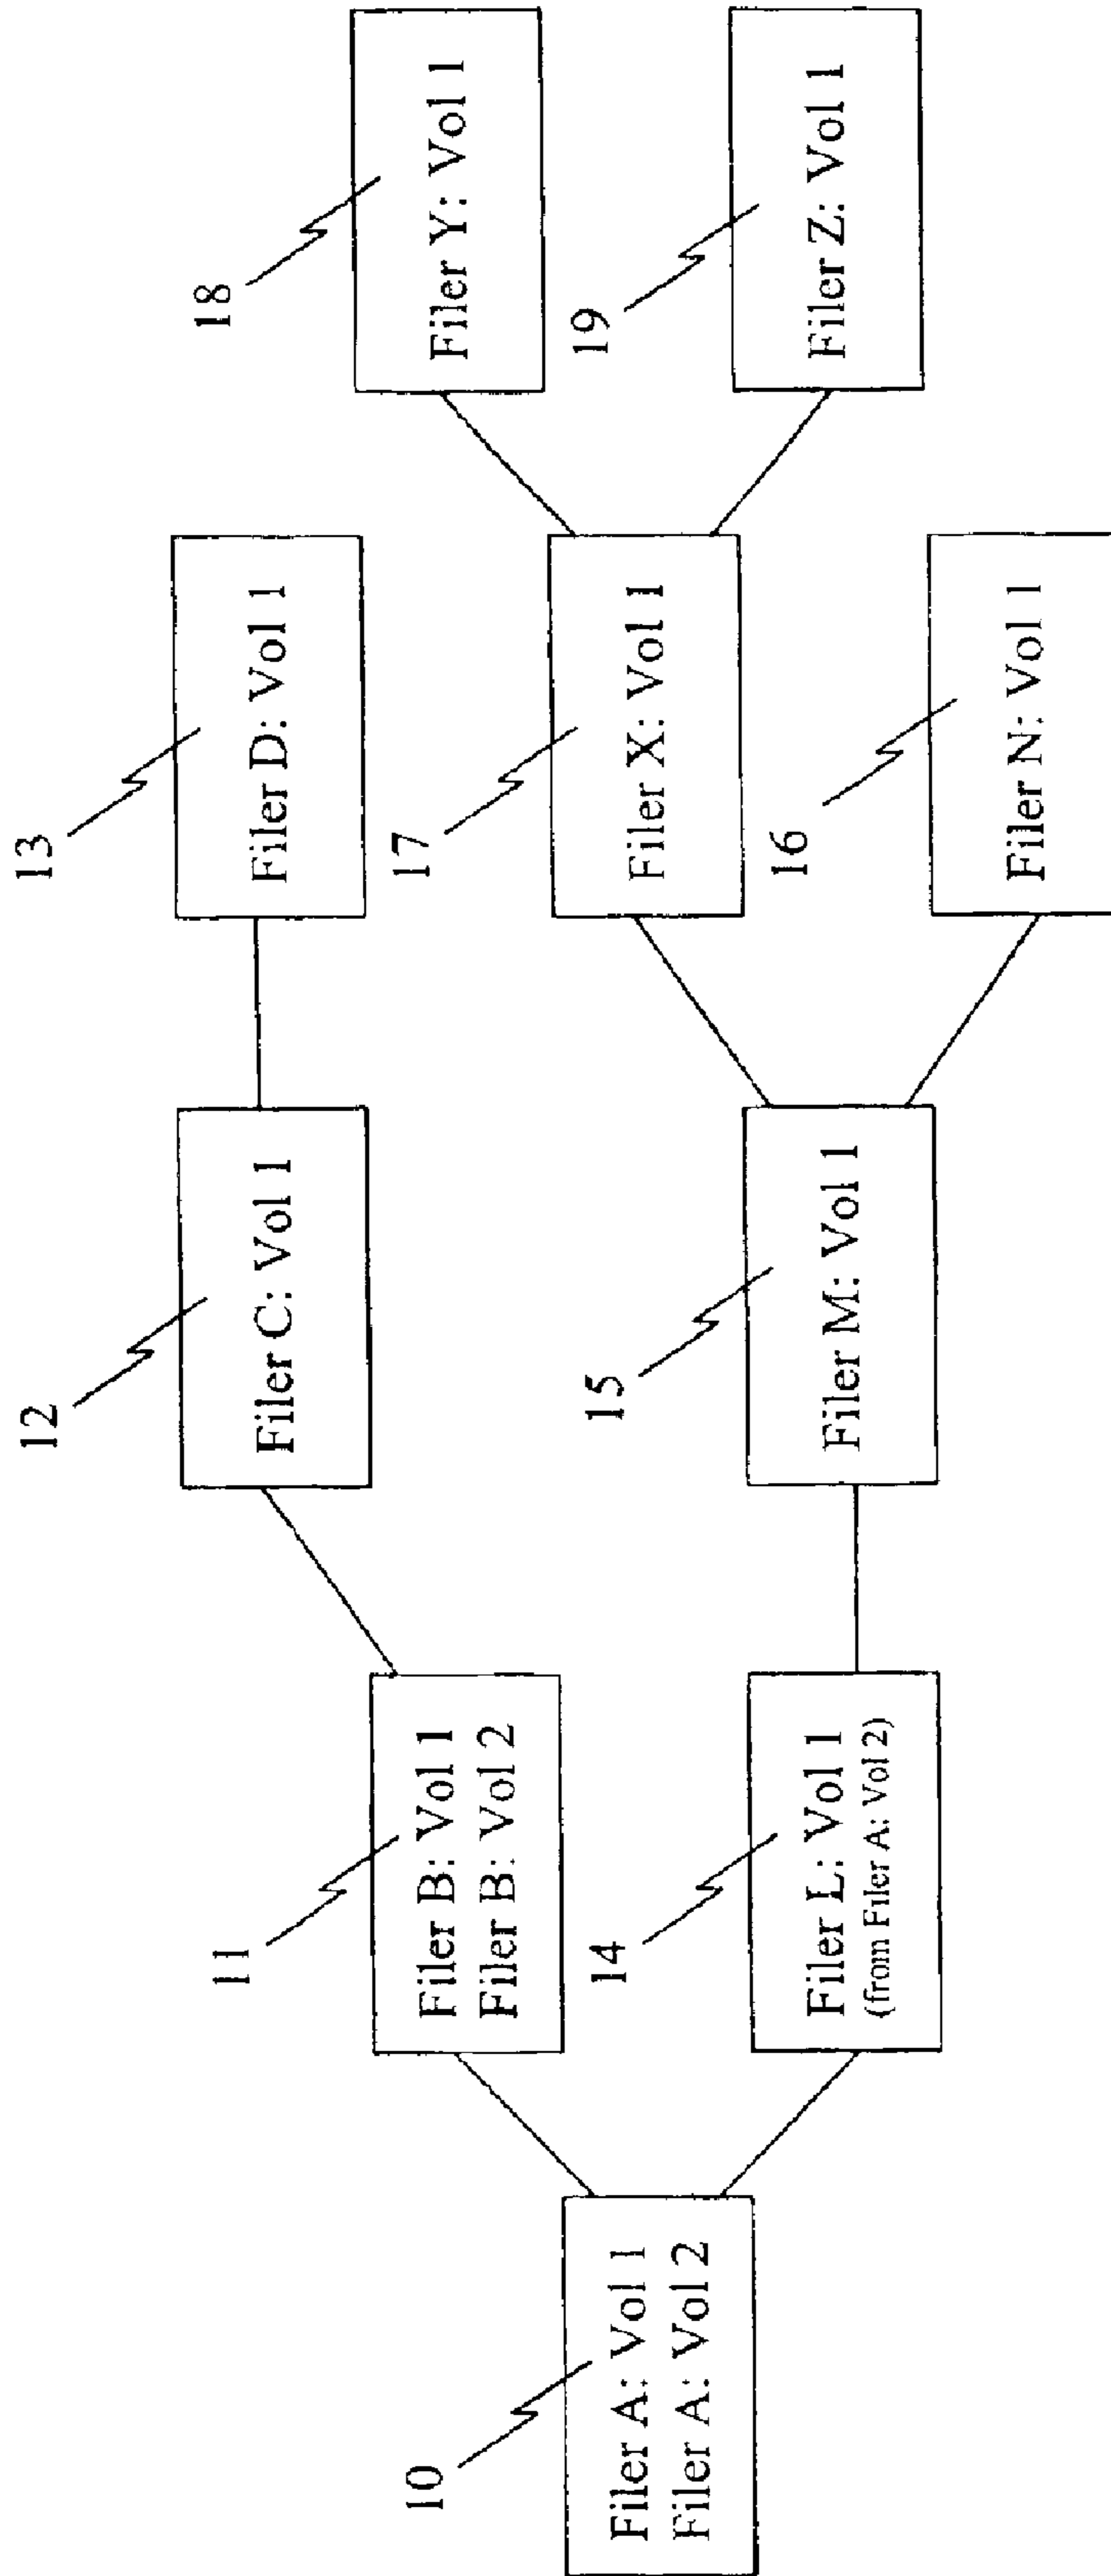 10
Filer A: Vol 1
Filer A: Vol 2
11
Filer B: Vol 1
Filer B: Vol 2
12
Filer C: Vol 1
13
Filer D: Vol 1
14
Filer L: Vol 1
(from Filer A: Vol 2)
15
Filer M: Vol 1
17
Filer X: Vol 1
16
Filer N: Vol 1
18
Filer Y: Vol 1
19
Filer Z: Vol 1